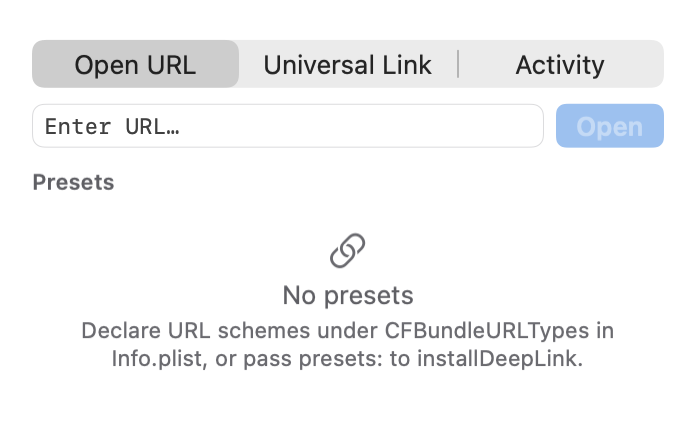 Open URL
Universal Link
Activity
Enter URL…
Open
Presets
No presets
Declare URL schemes under CFBundleURLTypes in
Info.plist, or pass presets: to installDeepLink.